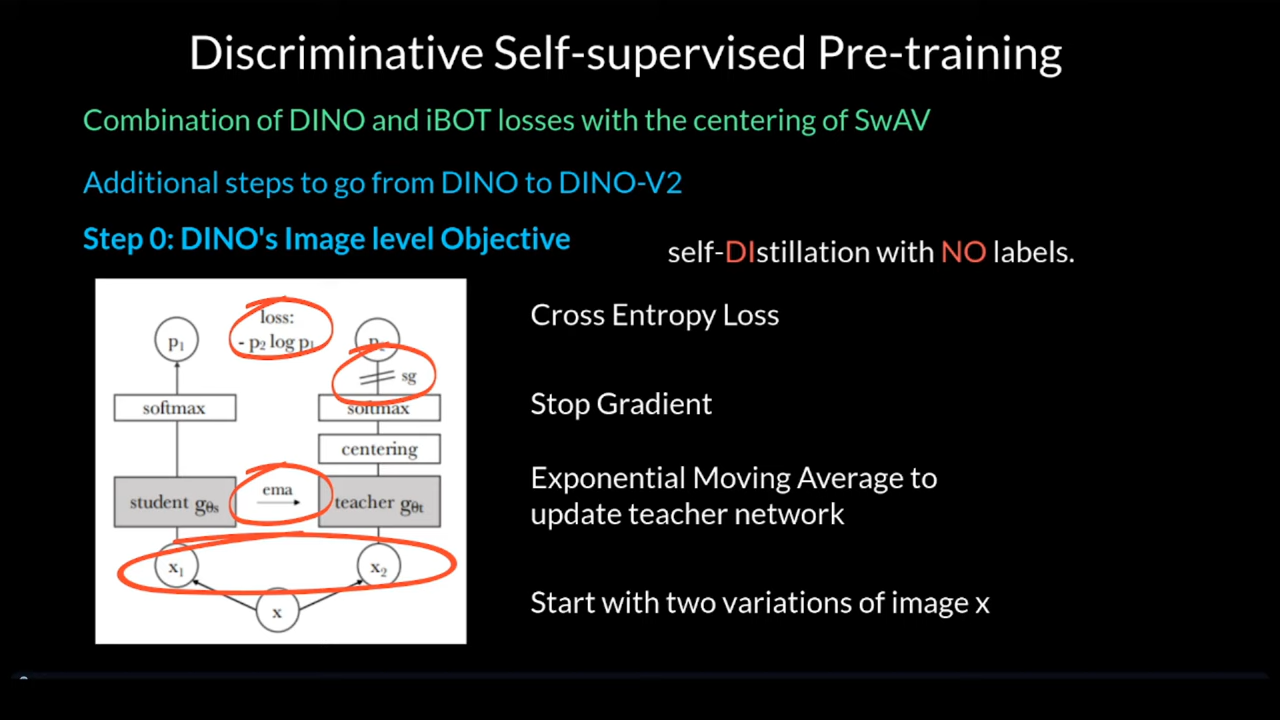 Discriminative Self-supervised Pre-training
Combination of DINO and iBOT losses with the centering of SwAV
Additional steps to go from DINO to DINO-V2
Step 0: DINO's Image level Objective
self-DIstillation with NO labels.
loss:
- p₂ log p₁
p₁
sg
softmax
softmax
centering
student gθs
ema
teacher gθt
x₁
x₂
x
Cross Entropy Loss
Stop Gradient
Exponential Moving Average to
update teacher network
Start with two variations of image x